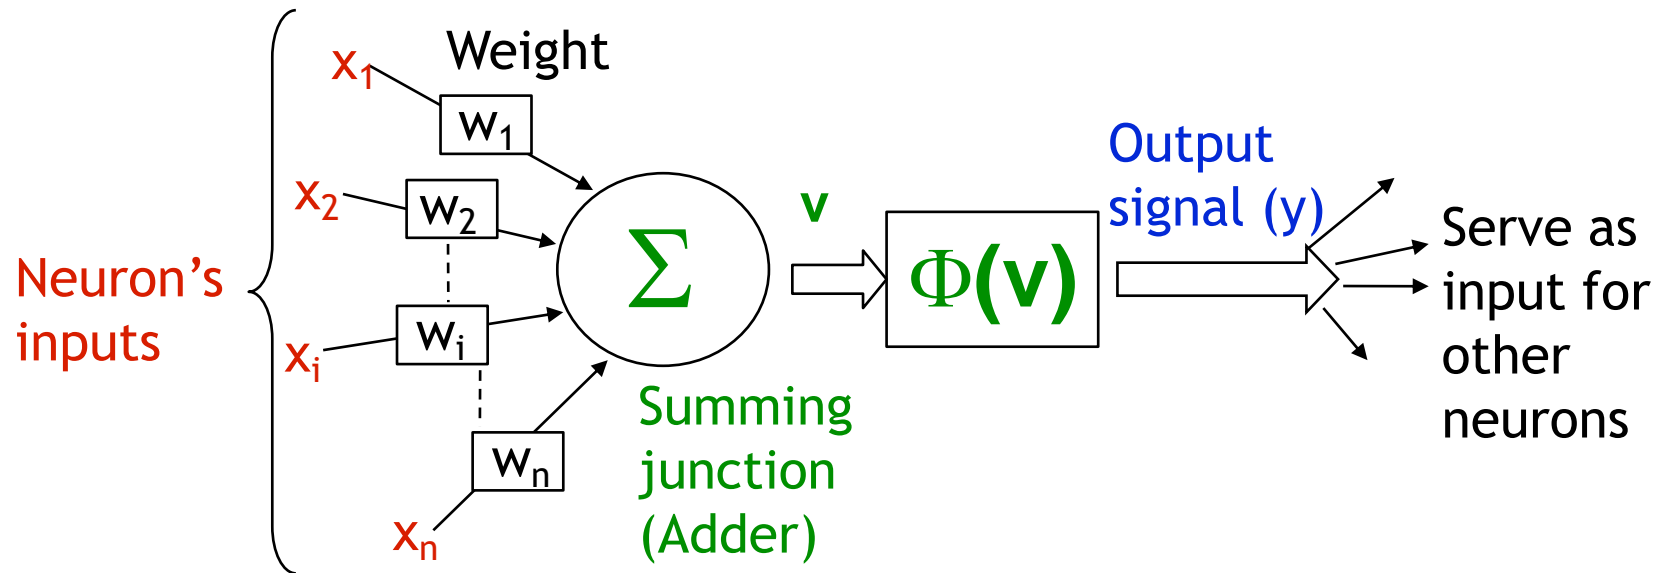 Weight
x₁
w₁
x₂
w₂
Neuron’s
inputs
xᵢ
wᵢ
xₙ
wₙ
Σ
Summing
junction
(Adder)
v
Φ(v)
Output
signal (y)
Serve as
input for
other
neurons